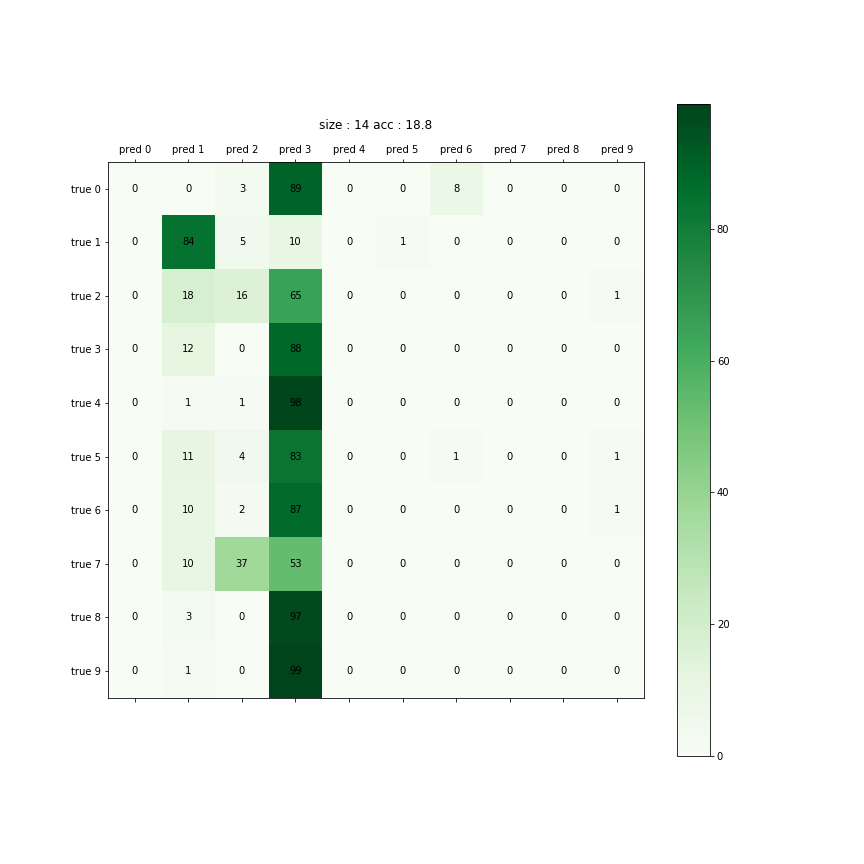 size : 14 acc : 18.8
pred 0 pred 1 pred 2 pred 3 pred 4 pred 5 pred 6 pred 7 pred 8 pred 9
true 0 0 0 3 89 0 0 8 0 0 0
true 1 0 84 5 10 0 1 0 0 0 0
80
true 2 0 18 16 65 0 0 0 0 0 1
true 3 0 12 0 88 0 0 0 0 0 0
60
true 4 0 1 1 98 0 0 0 0 0 0
true 5 0 11 4 83 0 0 1 0 0 1
40
true 6 0 10 2 87 0 0 0 0 0 1
true 7 0 10 37 53 0 0 0 0 0 0
true 8 0 3 0 97 0 0 0 0 0 0
20
true 9 0 1 0 99 0 0 0 0 0 0
0